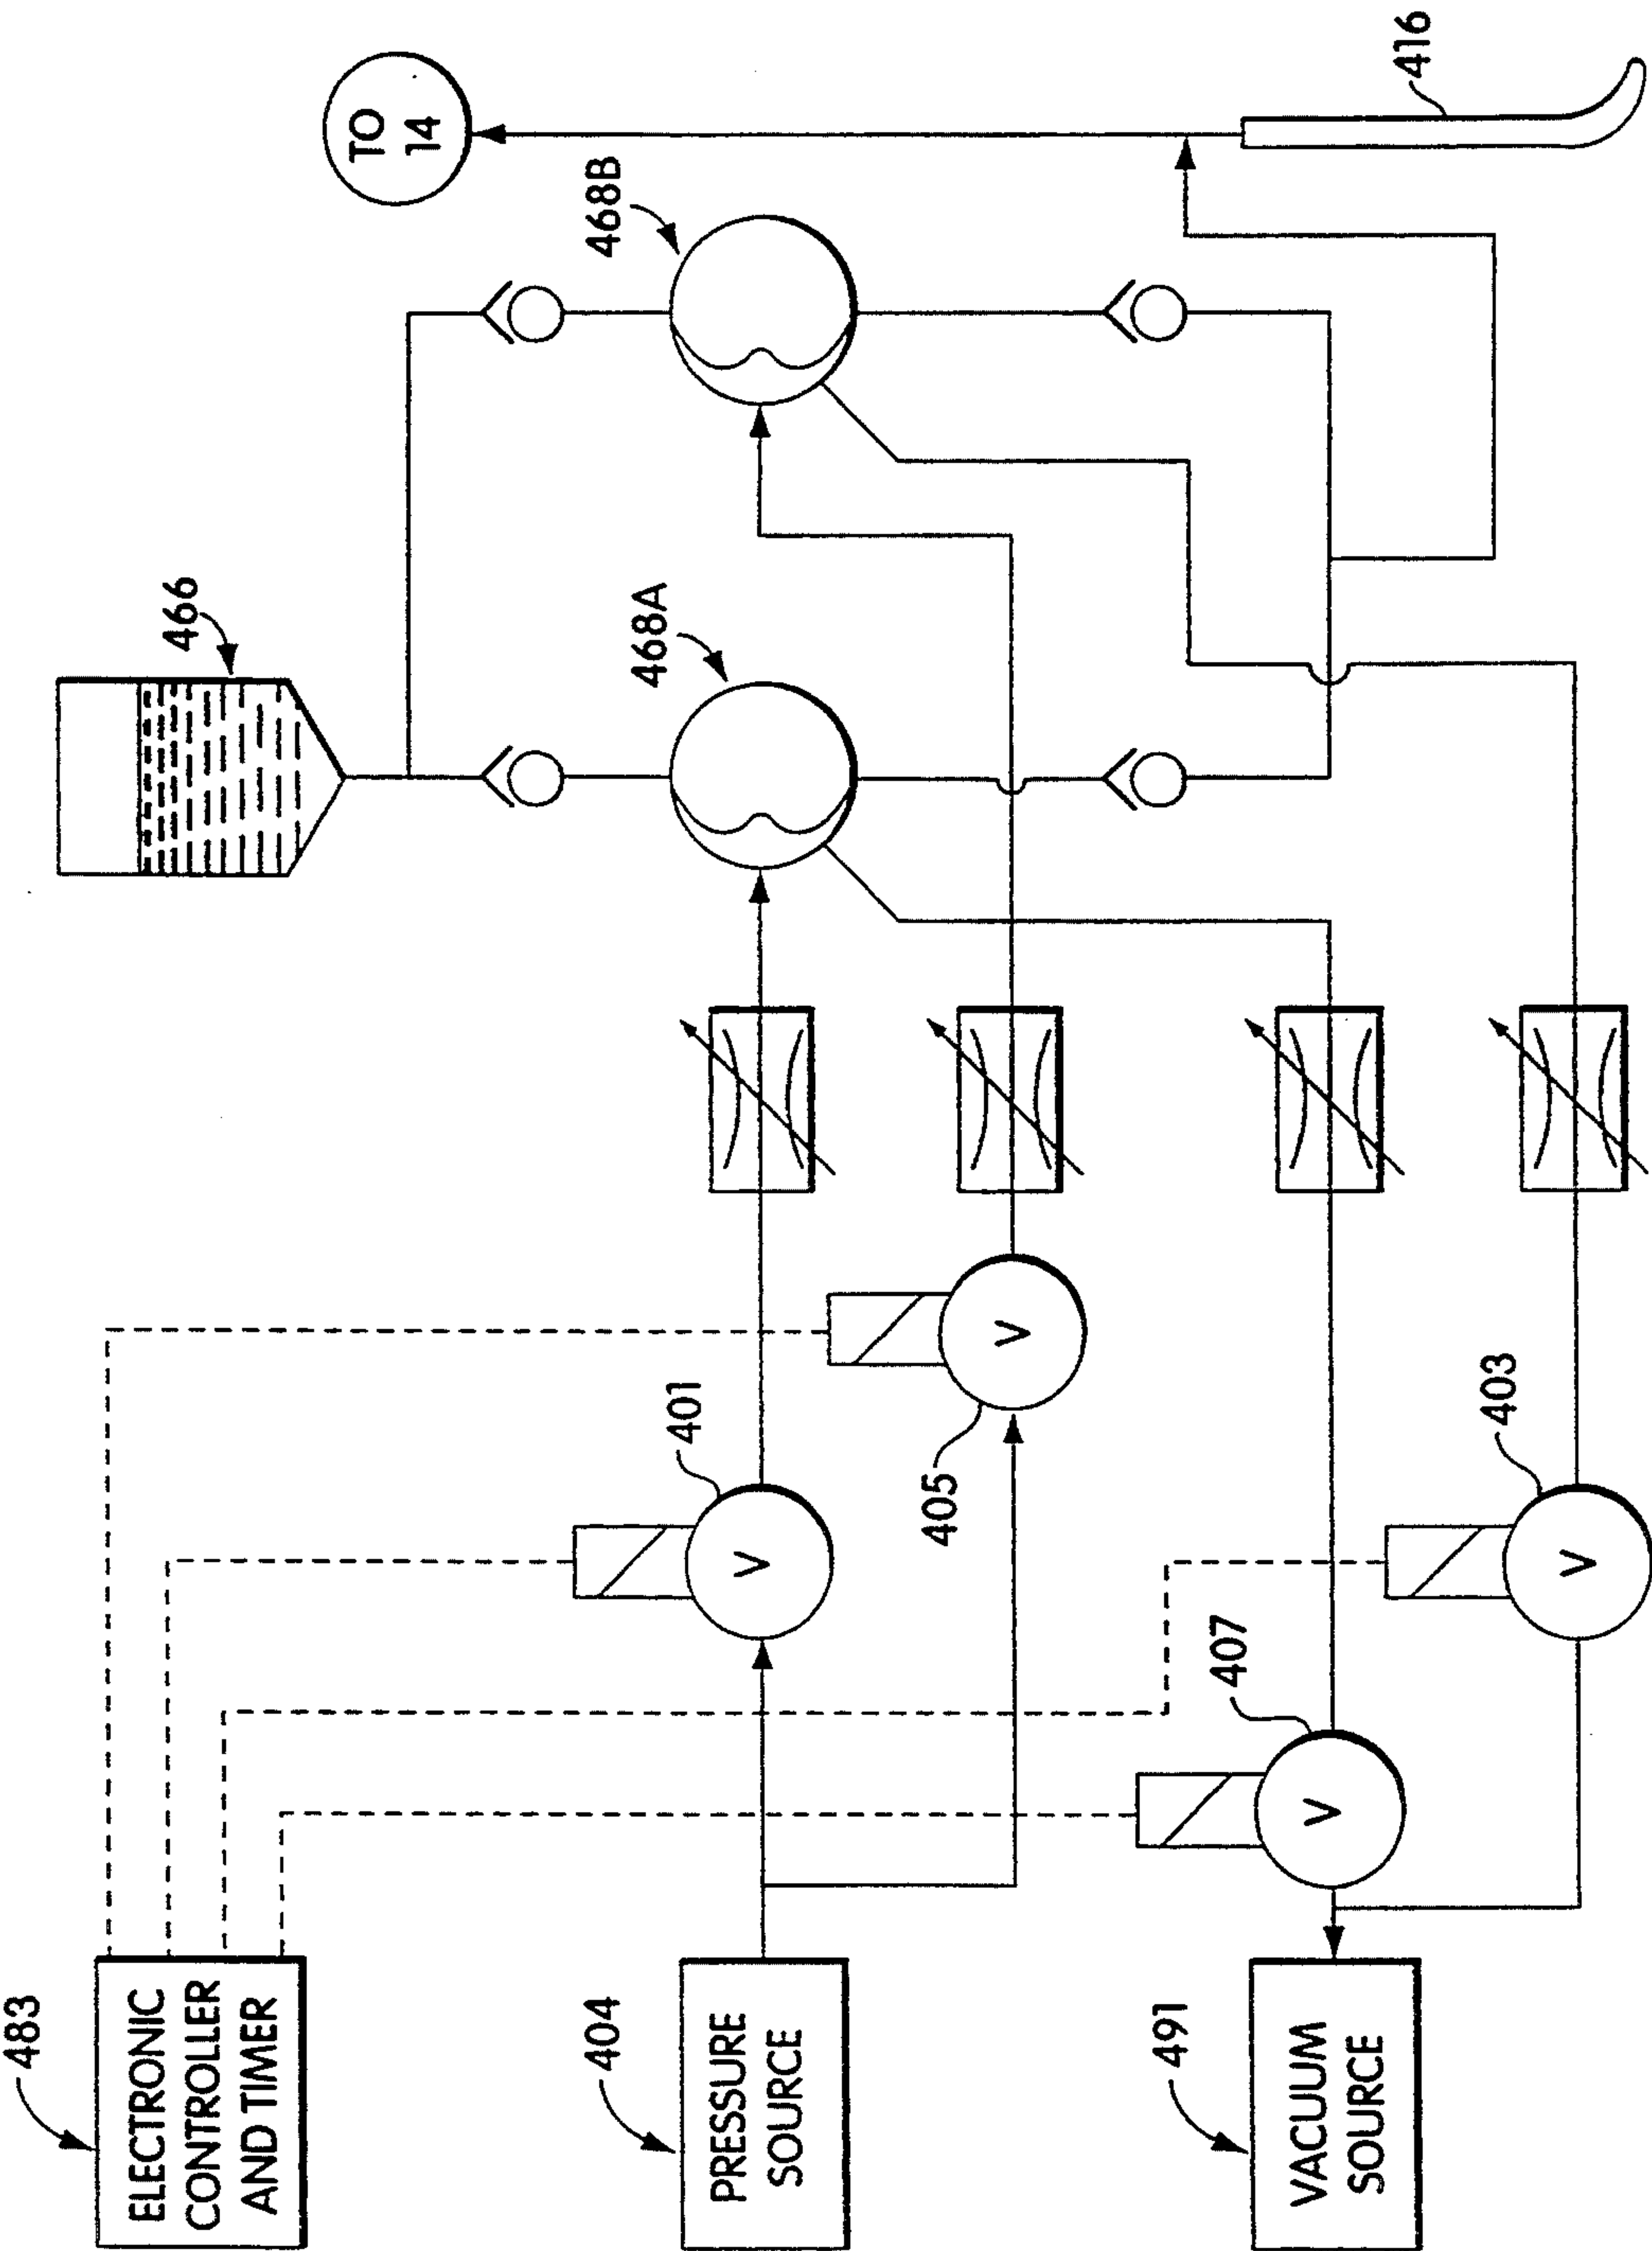 483
ELECTRONIC
CONTROLLER
AND TIMER
404
PRESSURE
SOURCE
491
VACUUM
SOURCE
401
V
405
V
407
V
403
V
466
468A
468B
TO
14
416